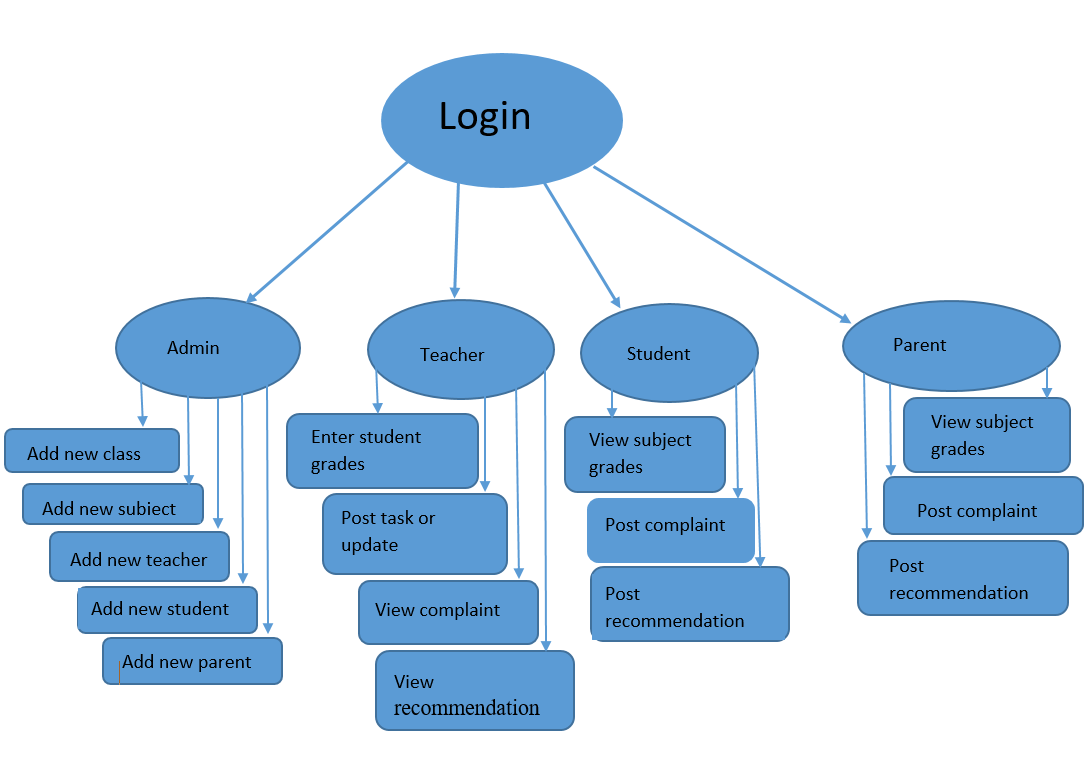 Login
Admin
Teacher
Student
Parent
Add new class
Add new subiect
Add new teacher
Add new student
Add new parent
Enter student
grades
Post task or
update
View complaint
View
recommendation
View subject
grades
Post complaint
Post
recommendation
View subject
grades
Post complaint
Post
recommendation